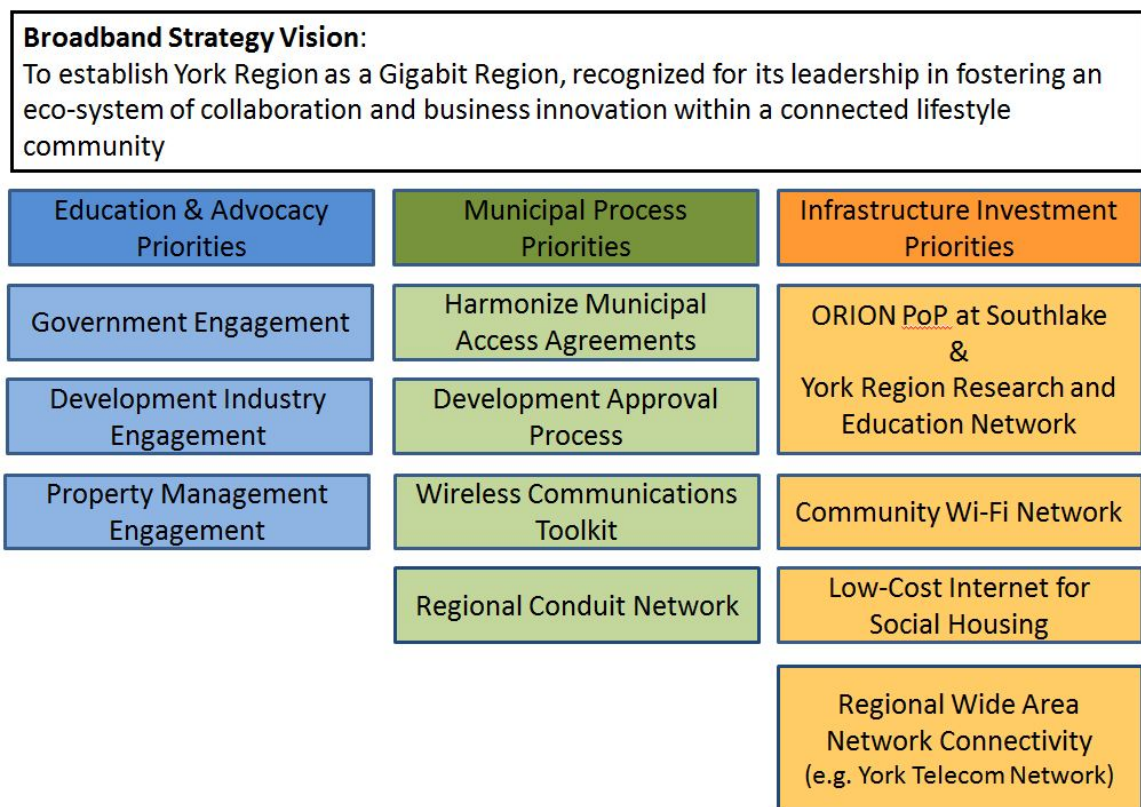 Broadband Strategy Vision:
To establish York Region as a Gigabit Region, recognized for its leadership in fostering an
eco-system of collaboration and business innovation within a connected lifestyle
community
Education & Advocacy
Priorities
Government Engagement
Development Industry
Engagement
Property Management
Engagement
Municipal Process
Priorities
Harmonize Municipal
Access Agreements
Development Approval
Process
Wireless Communications
Toolkit
Regional Conduit Network
Infrastructure Investment
Priorities
ORION PoP at Southlake
&
York Region Research and
Education Network
Community Wi-Fi Network
Low-Cost Internet for
Social Housing
Regional Wide Area
Network Connectivity
(e.g. York Telecom Network)